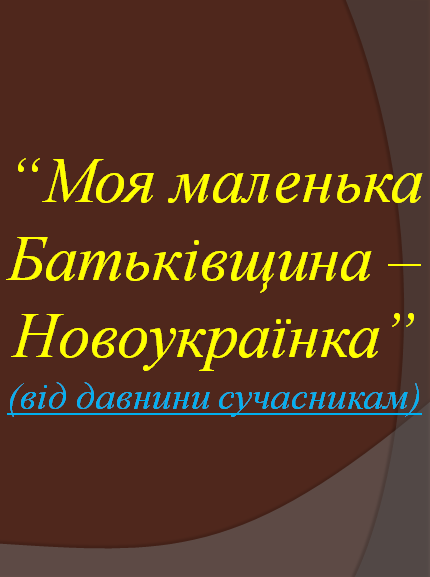 “Моя маленька
Батьківщина –
Новоукраїнка”
(від давнини сучасникам)